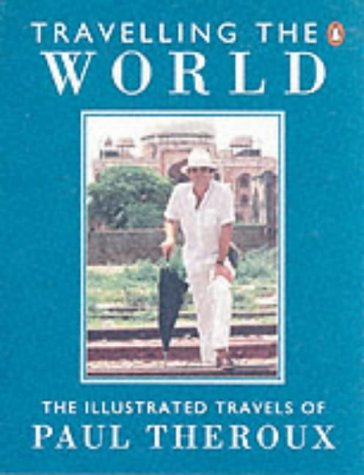 TRAVELLING THE
WORLD
THE ILLUSTRATED TRAVELS OF
PAUL THEROUX